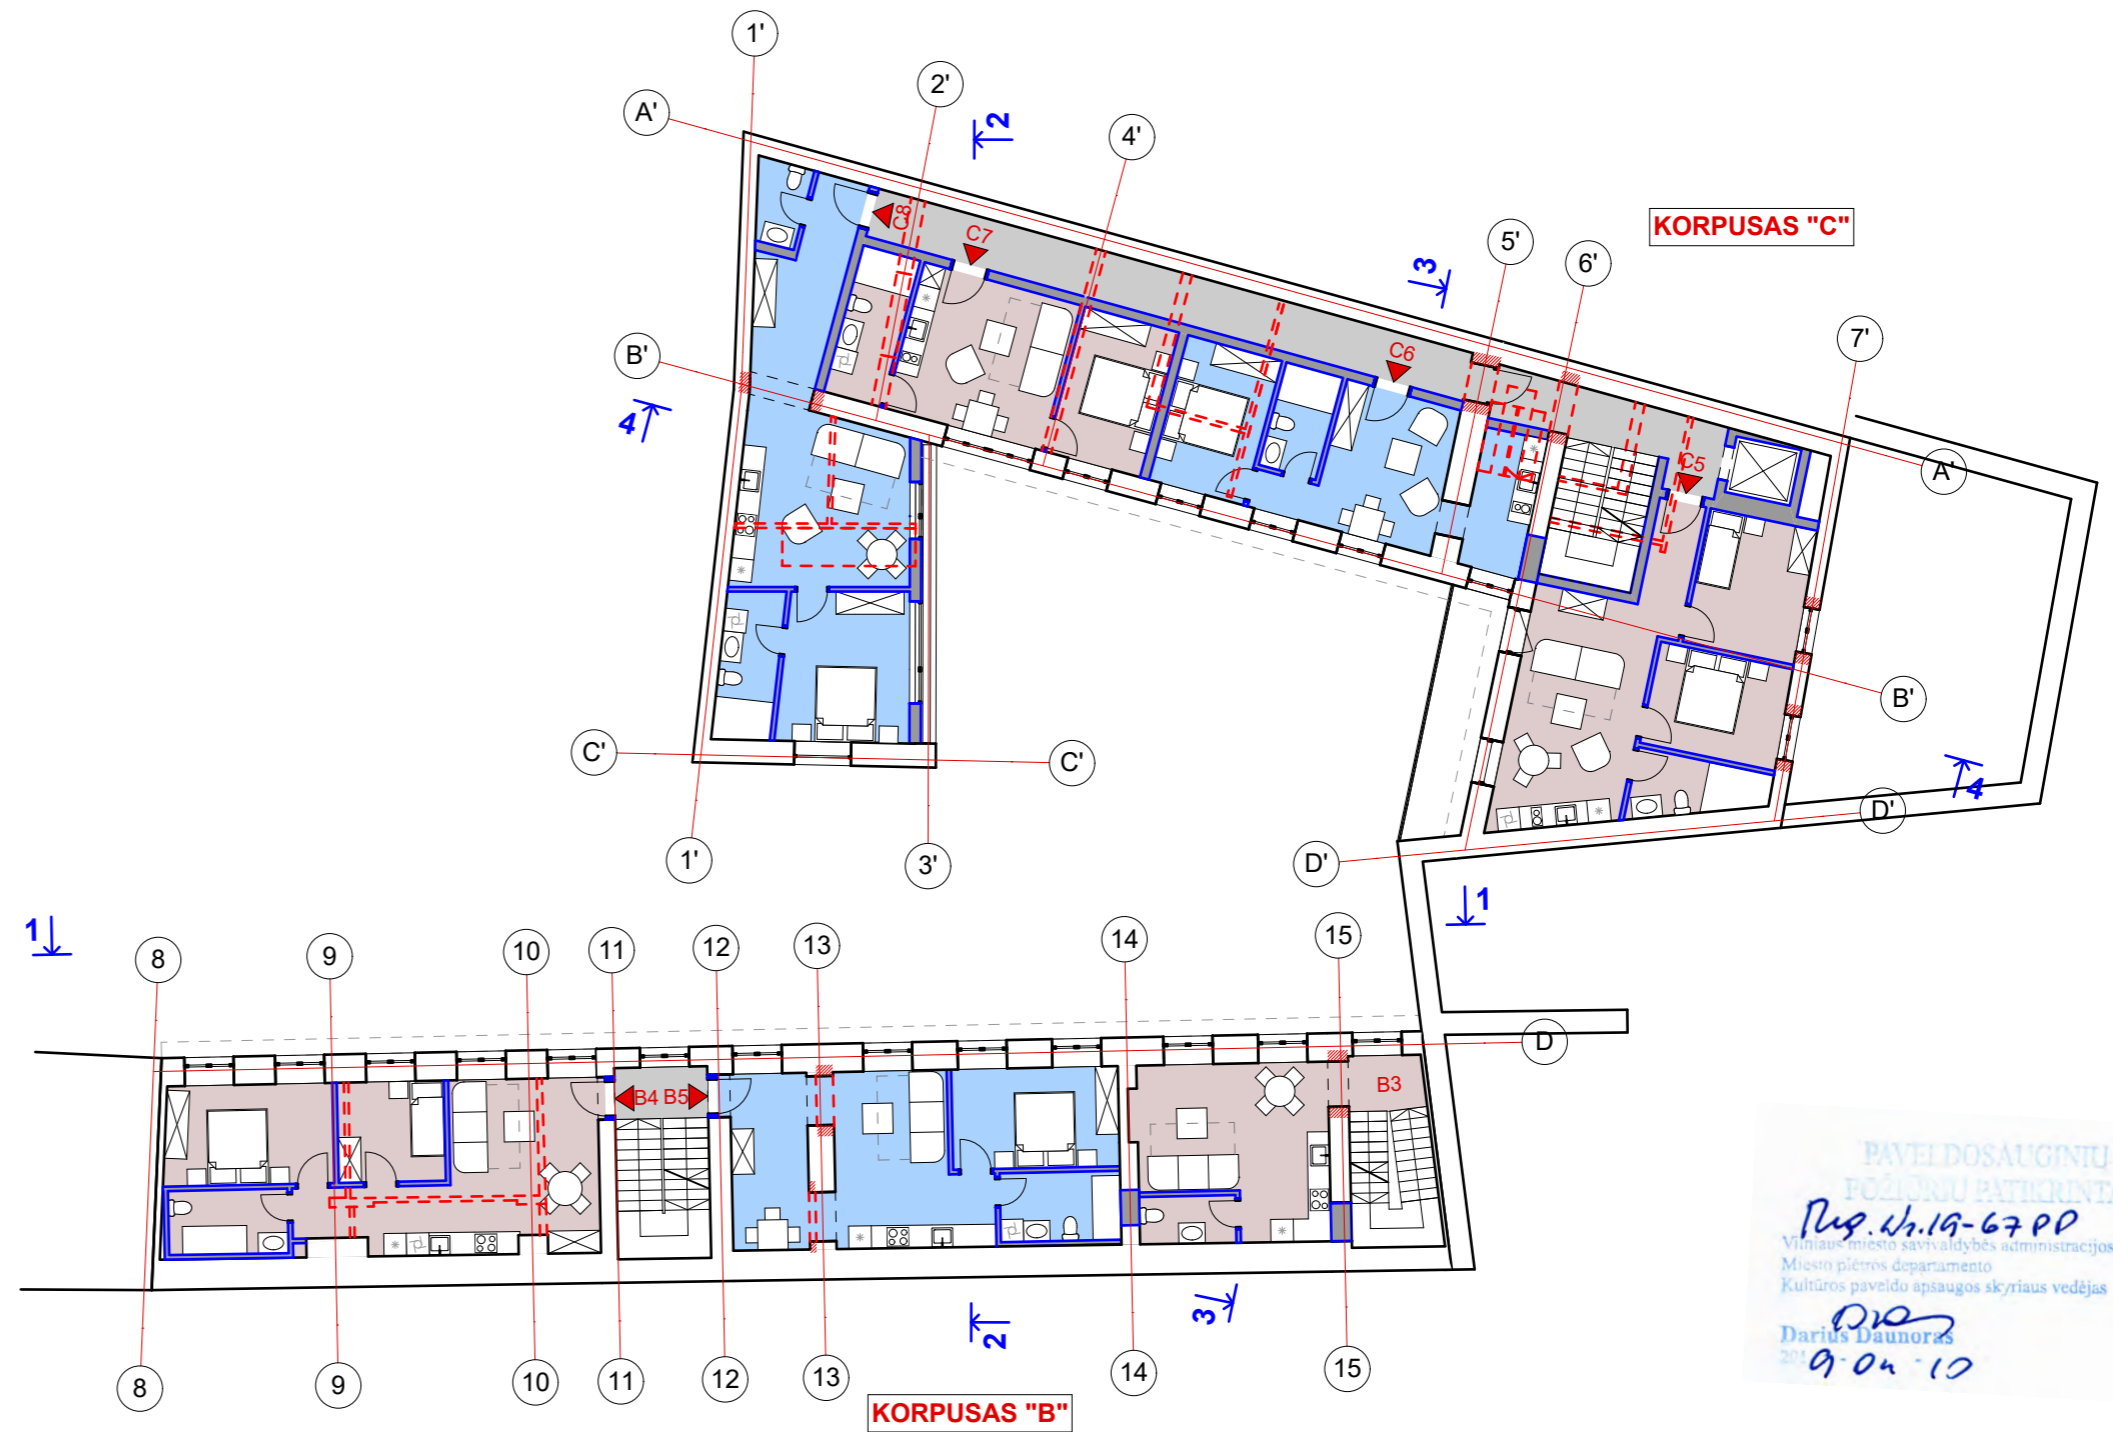 1'
2'
A'
2
4'
KORPUSAS "C"
C8
C7
5'
3
6'
7'
B'
C6
4
C5
A'
B'
C'
C'
4
D'
D'
1'
3'
1
1
8
9
10
11
12
13
14
15
D
B4 B5
B3
3
2
8
9
10
11
12
13
14
15
KORPUSAS "B"
PAVELDOSAUGINIU
POŽIŪRIU PATIKRINTA
Reg. Nr. 19-67 PP
Vilniaus miesto savivaldybės administracijos
Miesto plėtros departamento
Kultūros paveldo apsaugos skyriaus vedėjas
Darius Daunoras